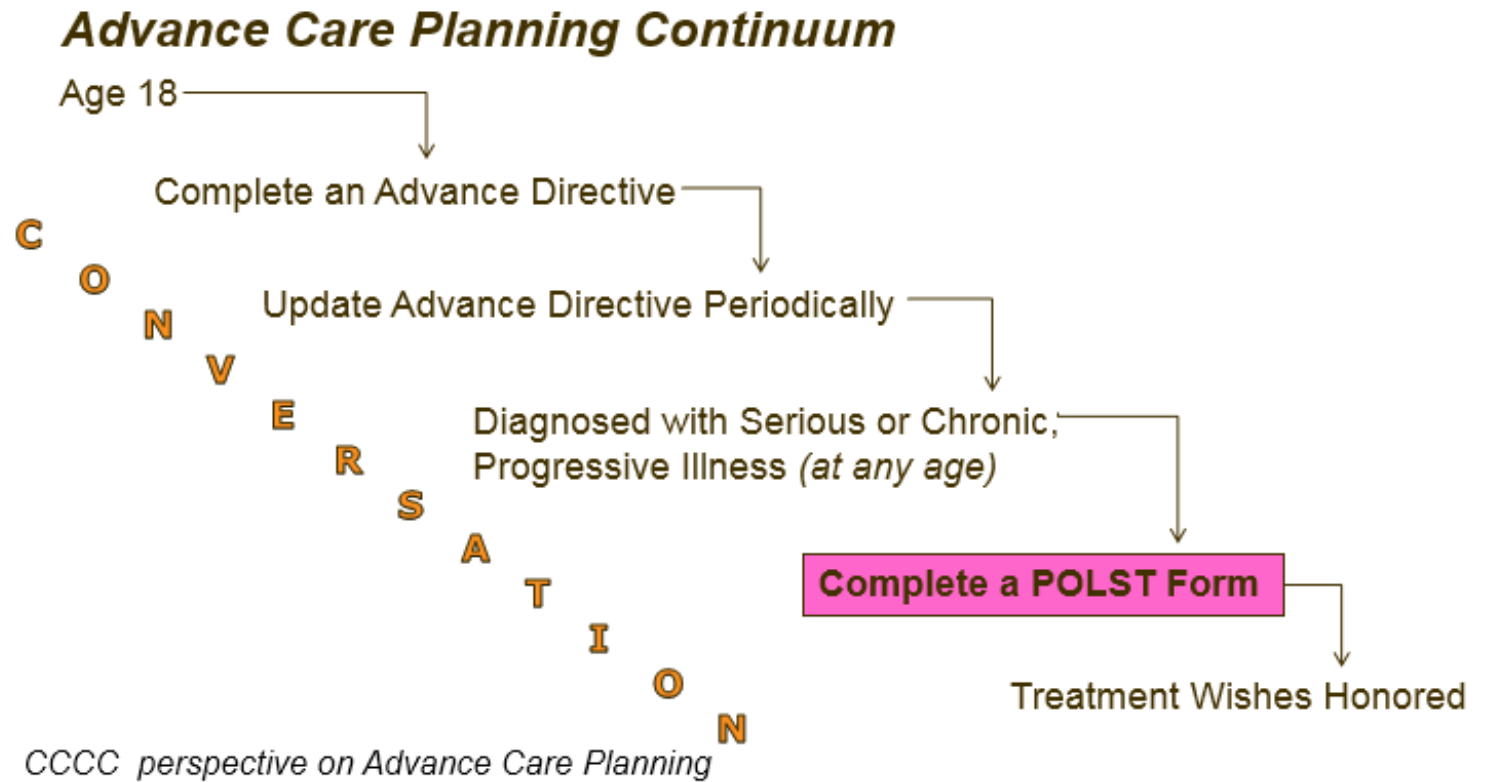 Advance Care Planning Continuum
Age 18
Complete an Advance Directive
Update Advance Directive Periodically
Diagnosed with Serious or Chronic,
Progressive Illness (at any age)
Complete a POLST Form
Treatment Wishes Honored
CONVERSATION
CCCC perspective on Advance Care Planning